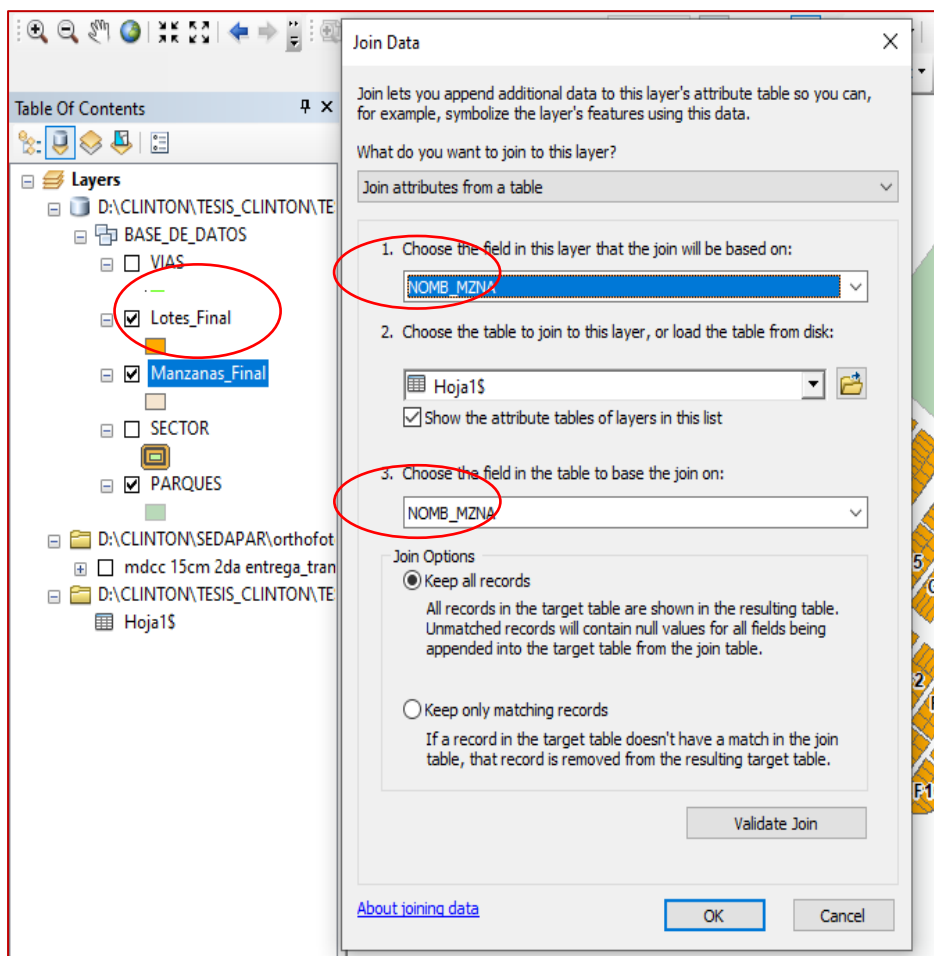 Join Data
Join lets you append additional data to this layer's attribute table so you can,
for example, symbolize the layer's features using this data.
What do you want to join to this layer?
Join attributes from a table
1. Choose the field in this layer that the join will be based on:
NOMB_MZNA
2. Choose the table to join to this layer, or load the table from disk:
Hoja1$
Show the attribute tables of layers in this list
3. Choose the field in the table to base the join on:
NOMB_MZNA
Join Options
Keep all records
All records in the target table are shown in the resulting table.
Unmatched records will contain null values for all fields being
appended into the target table from the join table.
Keep only matching records
If a record in the target table doesn't have a match in the join
table, that record is removed from the resulting target table.
Validate Join
About joining data
OK
Cancel
Table Of Contents
Layers
D:\CLINTON\TESIS_CLINTON\TE
BASE_DE_DATOS
VIAS
Lotes_Final
Manzanas_Final
SECTOR
PARQUES
D:\CLINTON\SEDAPAR\orthofot
mdcc 15cm 2da entrega_tran
D:\CLINTON\TESIS_CLINTON\TE
Hoja1$
5
2
F1